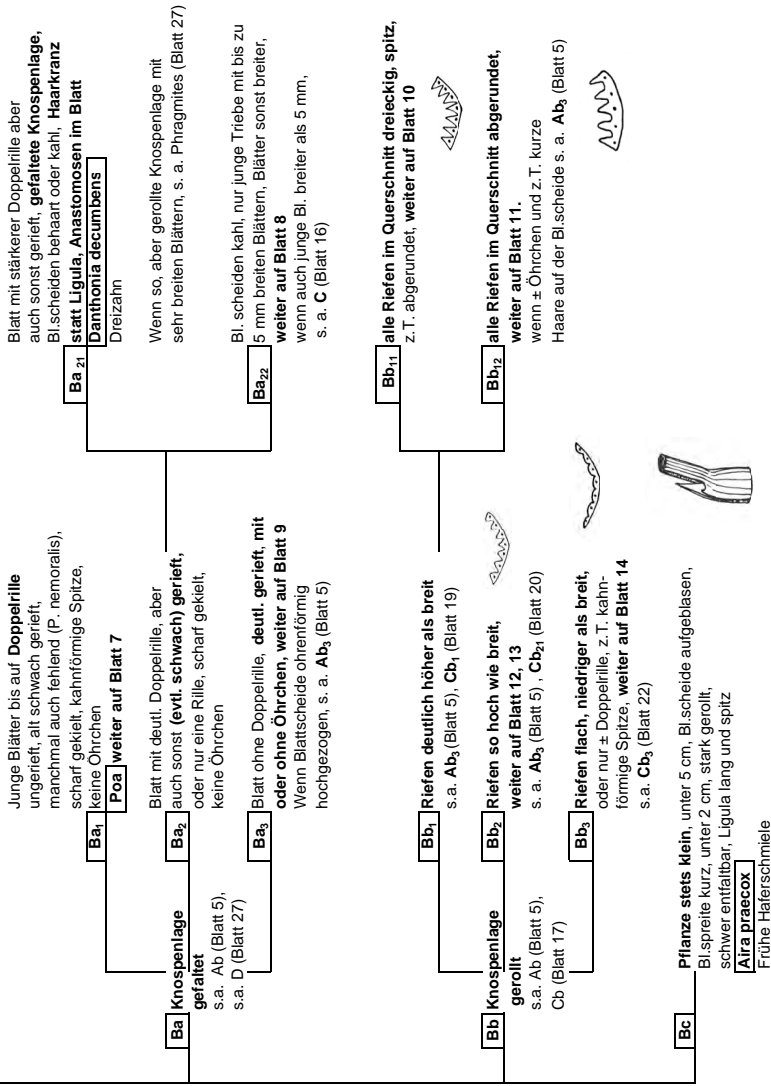 Ba Knospenlage
gefaltet
s.a. Ab (Blatt 5),
s.a. D (Blatt 27)
Junge Blätter bis auf Doppelrille
ungerieft, alt schwach gerieft,
manchmal auch fehlend (P. nemoralis),
scharf gekielt, kahnförmige Spitze,
Ba1 keine Öhrchen
Poa weiter auf Blatt 7
Blatt mit deutl. Doppelrille, aber
Ba2 auch sonst (evtl. schwach) gerieft,
oder nur eine Rille, scharf gekielt,
keine Öhrchen
Ba3 Blatt ohne Doppelrille, deutl. gerieft, mit
oder ohne Öhrchen, weiter auf Blatt 9
Wenn Blattscheide ohrenförmig
hochgezogen, s. a. Ab3 (Blatt 5)
Blatt mit stärkerer Doppelrille aber
auch sonst gerieft, gefaltete Knospenlage,
Bl.scheiden behaart oder kahl, Haarkranz
Ba 21 statt Ligula, Anastomosen im Blatt
Danthonia decumbens
Dreizahn
Wenn so, aber gerollte Knospenlage mit
sehr breiten Blättern, s. a. Phragmites (Blatt 27)
Bl. scheiden kahl, nur junge Triebe mit bis zu
Ba22 5 mm breiten Blättern, Blätter sonst breiter,
weiter auf Blatt 8
wenn auch junge Bl. breiter als 5 mm,
s. a. C (Blatt 16)
Bb Knospenlage
gerollt
s.a. Ab (Blatt 5),
Cb (Blatt 17)
Bb1 Riefen deutlich höher als breit
s.a. Ab3 (Blatt 5), Cb1 (Blatt 19)
Bb2 Riefen so hoch wie breit,
weiter auf Blatt 12, 13
s. a. Ab3 (Blatt 5) , Cb21 (Blatt 20)
Bb3 Riefen flach, niedriger als breit,
oder nur ± Doppelrille, z.T. kahn-
förmige Spitze, weiter auf Blatt 14
s.a. Cb3 (Blatt 22)
Bb11 alle Riefen im Querschnitt dreieckig, spitz,
z.T. abgerundet, weiter auf Blatt 10
Bb12 alle Riefen im Querschnitt abgerundet,
weiter auf Blatt 11.
wenn ± Öhrchen und z.T. kurze
Haare auf der Bl.scheide s. a. Ab3 (Blatt 5)
Bc Pflanze stets klein, unter 5 cm, Bl.scheide aufgeblasen,
Bl.spreite kurz, unter 2 cm, stark gerollt,
schwer entfaltbar, Ligula lang und spitz
Aira praecox
Frühe Haferschmiele